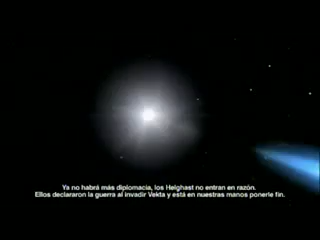 Ya no habrá más diplomacia, los Helghast no entran en razón.
Ellos declararon la guerra al invadir Vekta y está en nuestras manos ponerle fin.